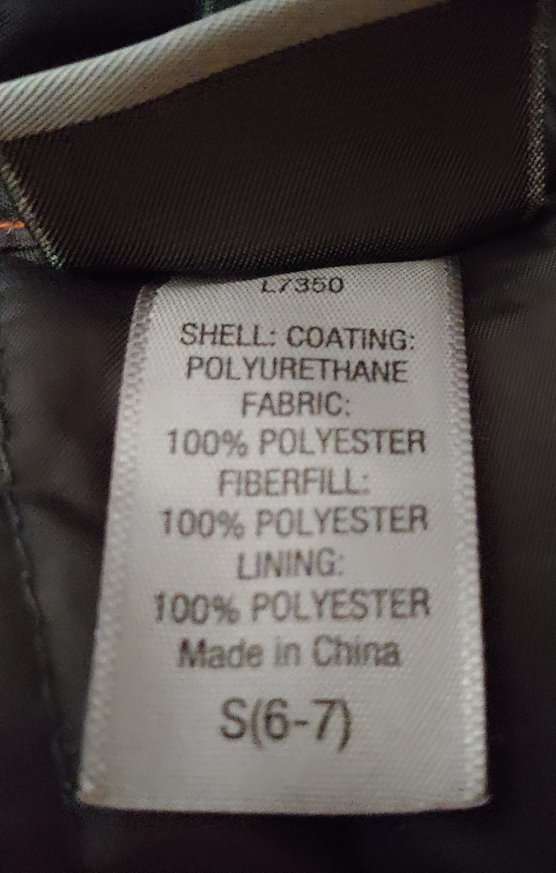 L7350
SHELL: COATING:
POLYURETHANE
FABRIC:
100% POLYESTER
FIBERFILL:
100% POLYESTER
LINING:
100% POLYESTER
Made in China
S(6-7)